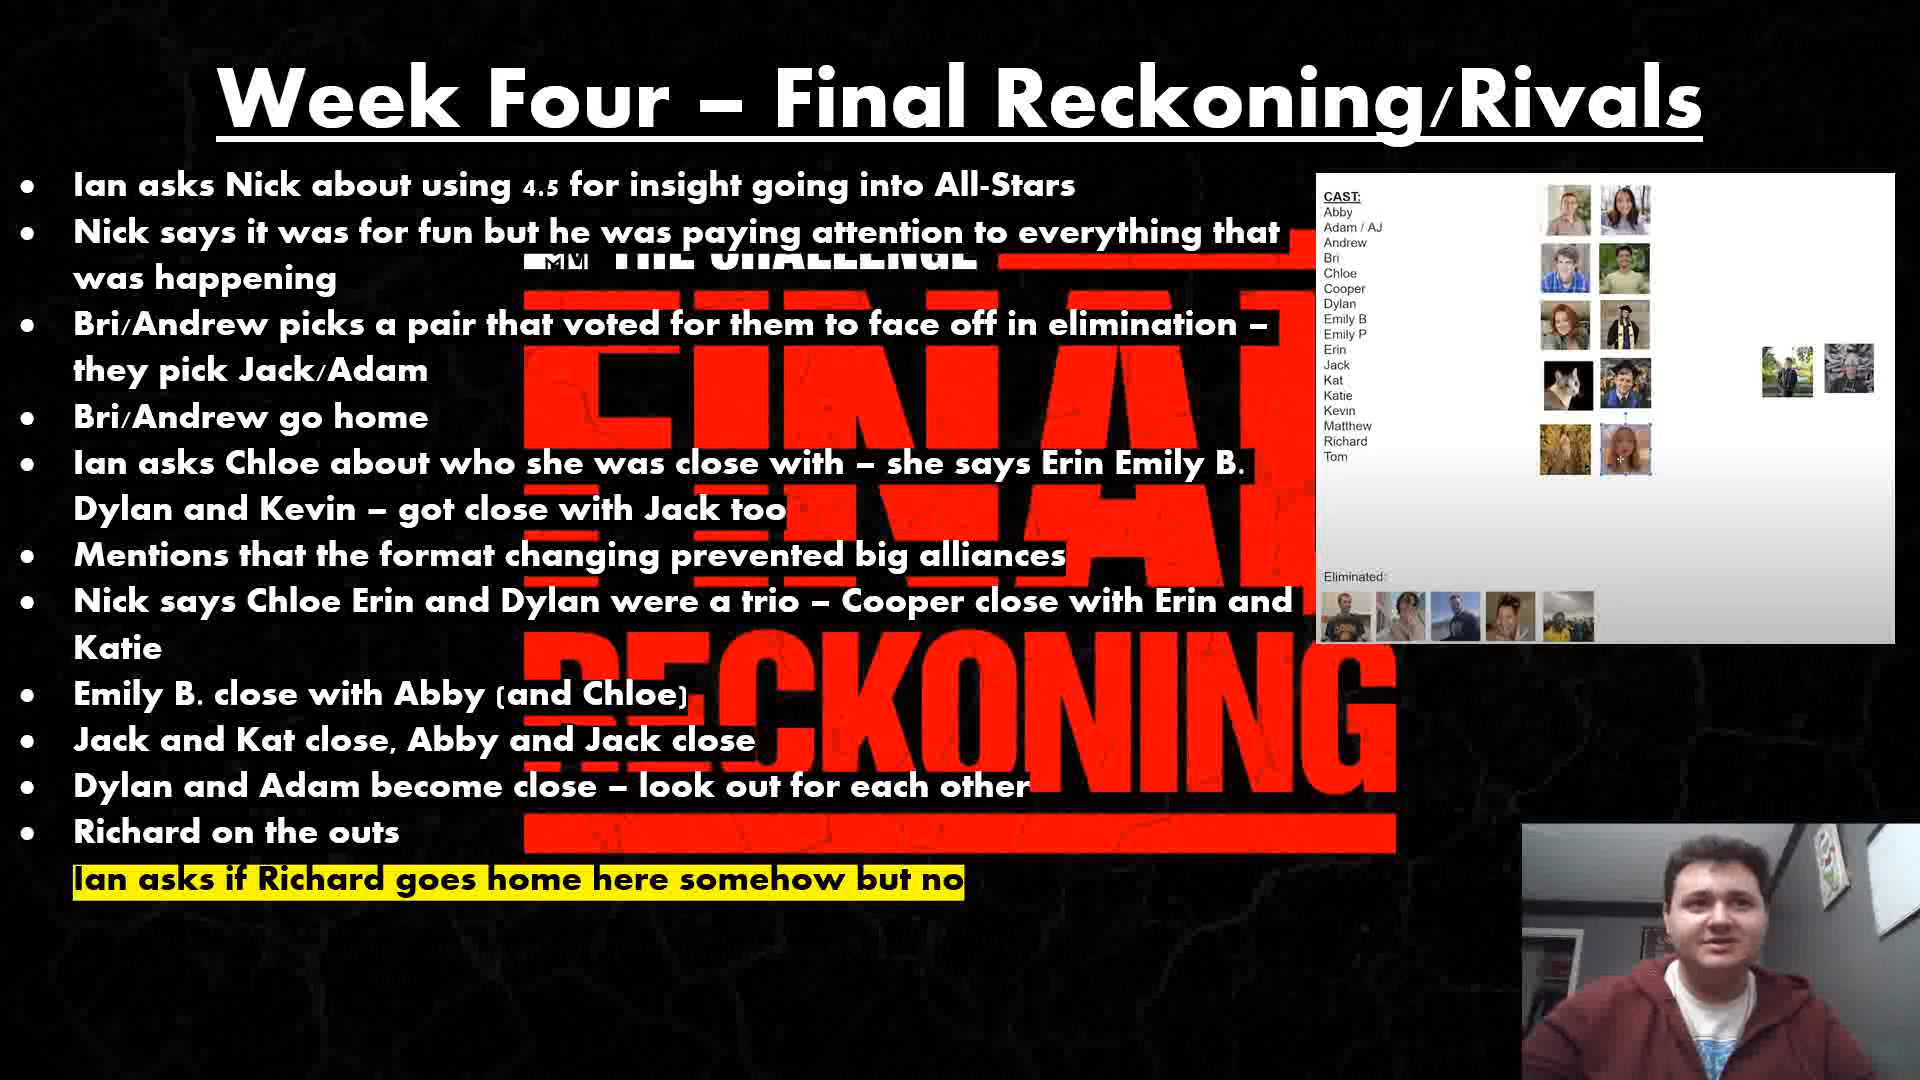 Week Four – Final Reckoning/Rivals
• Ian asks Nick about using 4.5 for insight going into All-Stars
• Nick says it was for fun but he was paying attention to everything that
was happening
• Bri/Andrew picks a pair that voted for them to face off in elimination –
they pick Jack/Adam
• Bri/Andrew go home
• Ian asks Chloe about who she was close with – she says Erin Emily B.
Dylan and Kevin – got close with Jack too
• Mentions that the format changing prevented big alliances
• Nick says Chloe Erin and Dylan were a trio – Cooper close with Erin and
Katie
• Emily B. close with Abby (and Chloe)
• Jack and Kat close, Abby and Jack close
• Dylan and Adam become close – look out for each other
• Richard on the outs
Ian asks if Richard goes home here somehow but no
THE CHALLENGE
FINAL
FINAL
RECKONING
CAST:
Abby
Adam / AJ
Andrew
Bri
Chloe
Cooper
Dylan
Emily B
Emily P
Erin
Jack
Kat
Katie
Kevin
Matthew
Richard
Tom
Eliminated: